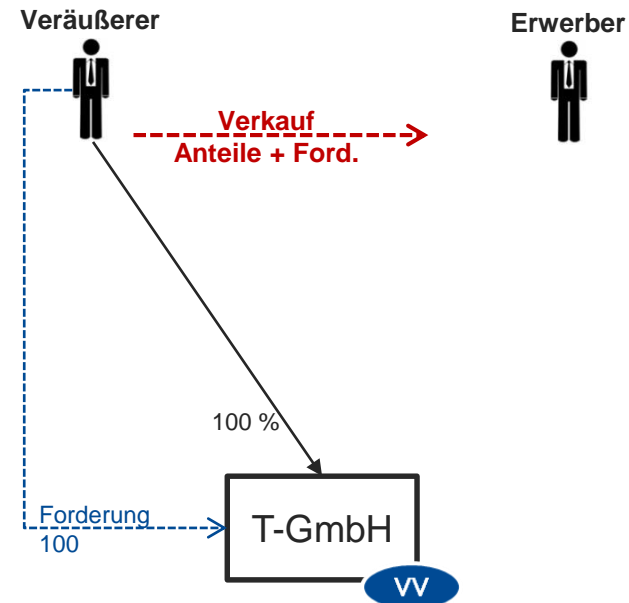 Veräußerer
Erwerber
Verkauf
Anteile + Ford.
100 %
Forderung
100
T-GmbH
VV